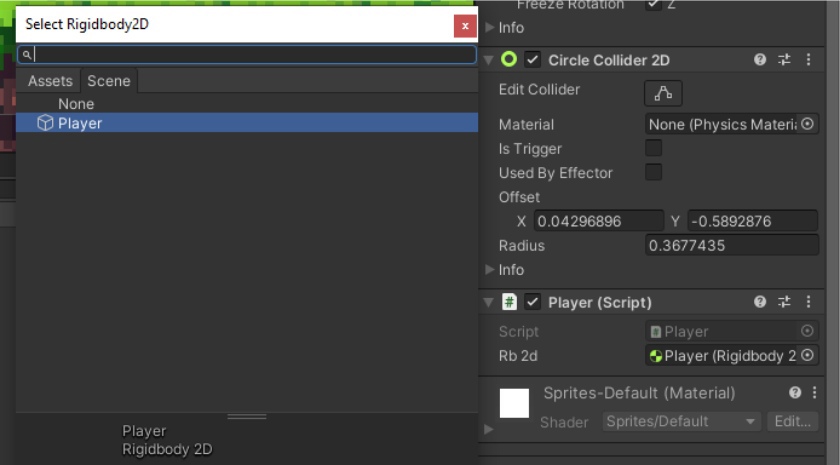 Select Rigidbody2D
x
Assets Scene
None
Player
Player
Rigidbody 2D
Freeze Rotation Z
Info
Circle Collider 2D
Edit Collider
Material None (Physics Materia
Is Trigger
Used By Effector
Offset
X 0.04296896 Y -0.5892876
Radius 0.3677435
Info
# Player (Script)
Script # Player
Rb 2d Player (Rigidbody 2
Sprites-Default (Material)
Shader Sprites/Default Edit...